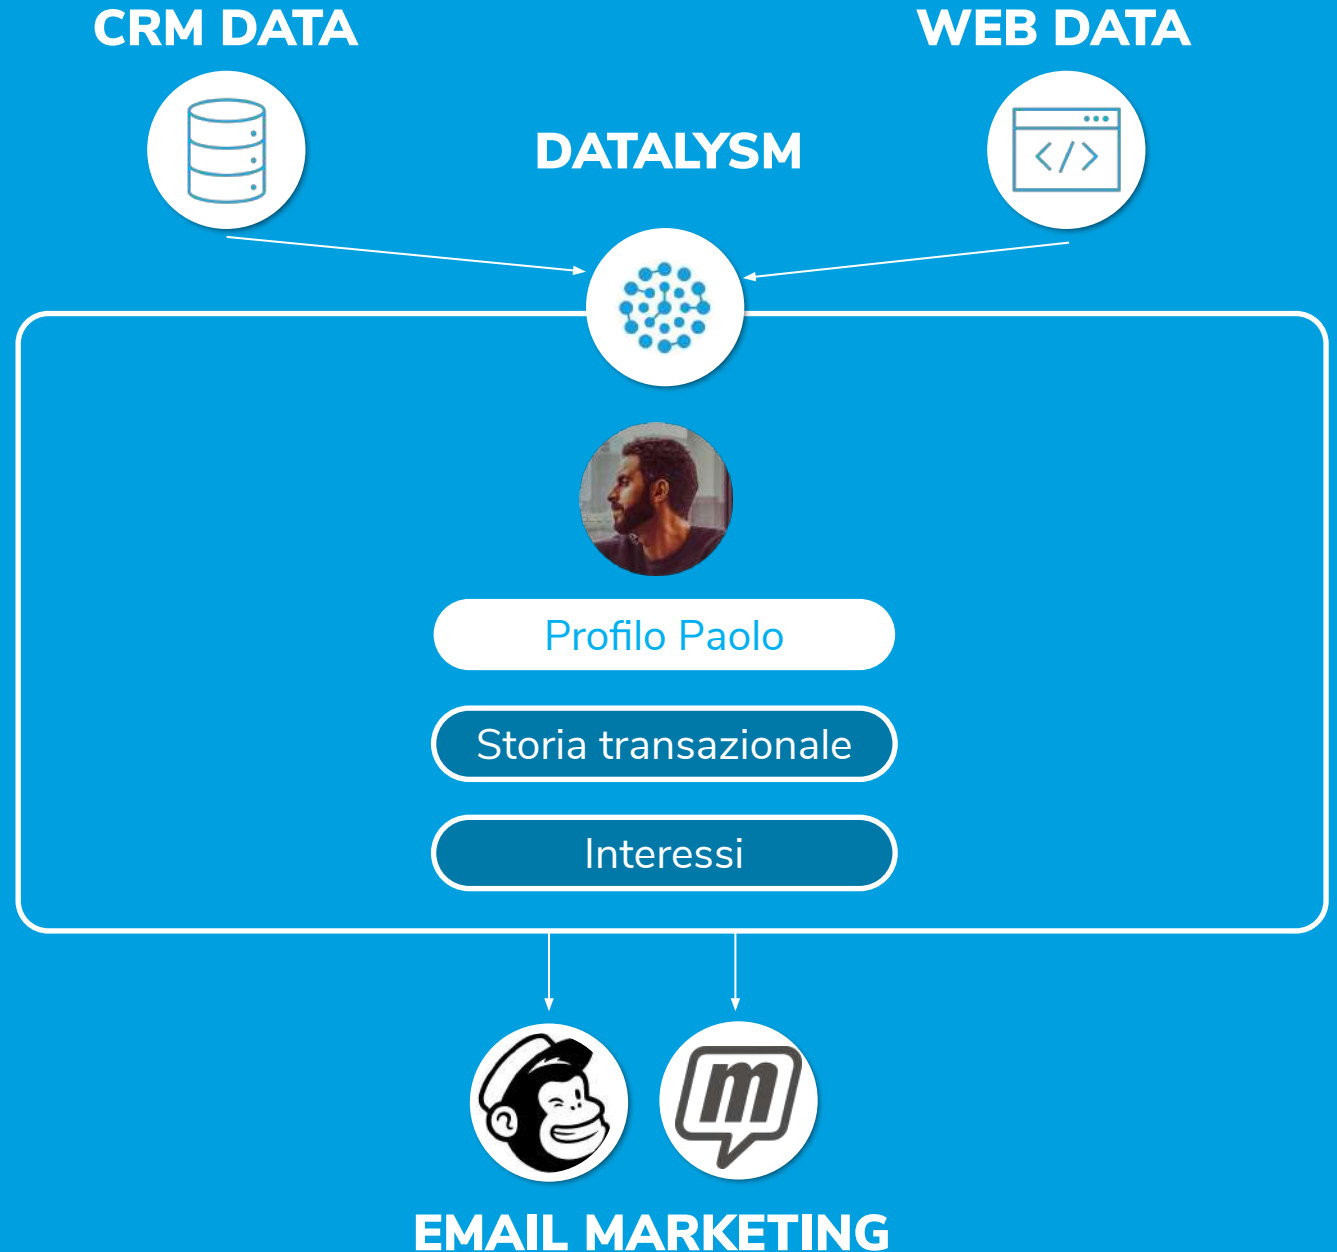 CRM DATA
WEB DATA
DATALYSM
</>
Profilo Paolo
Storia transazionale
Interessi
m
EMAIL MARKETING